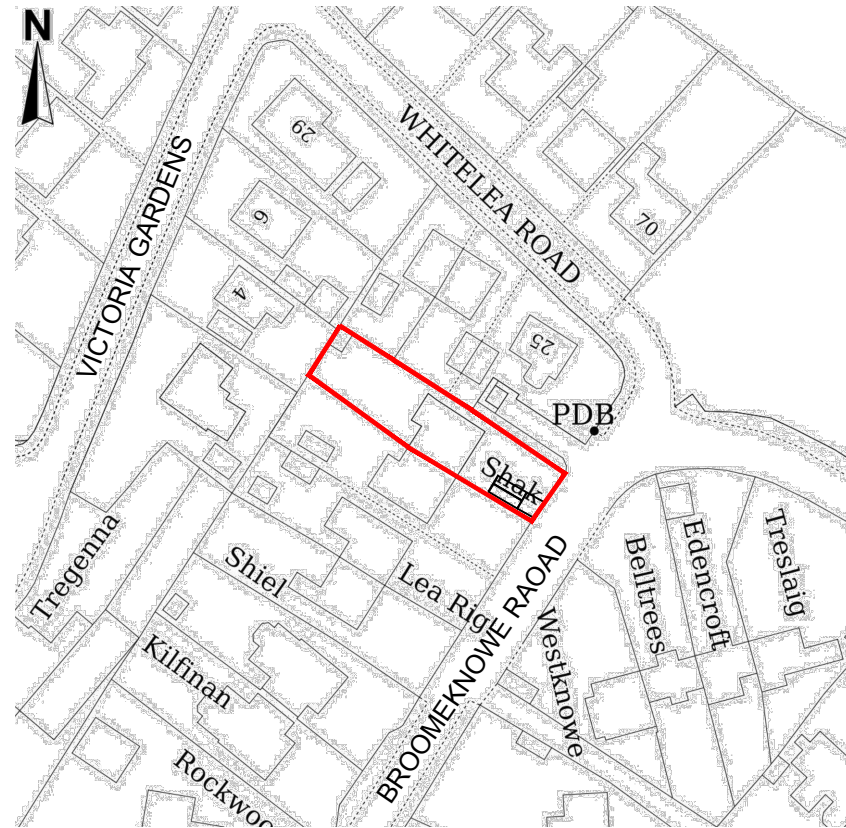 N
WHITELEA ROAD
VICTORIA GARDENS
29
6
4
70
25
PDB
Shak
Tregenna
Shiel
Lea Rig
Kilfinan
Rockwoo
BROOMEKNOWE RAOAD
Westknowe
Belltrees
Edencroft
Treslaig